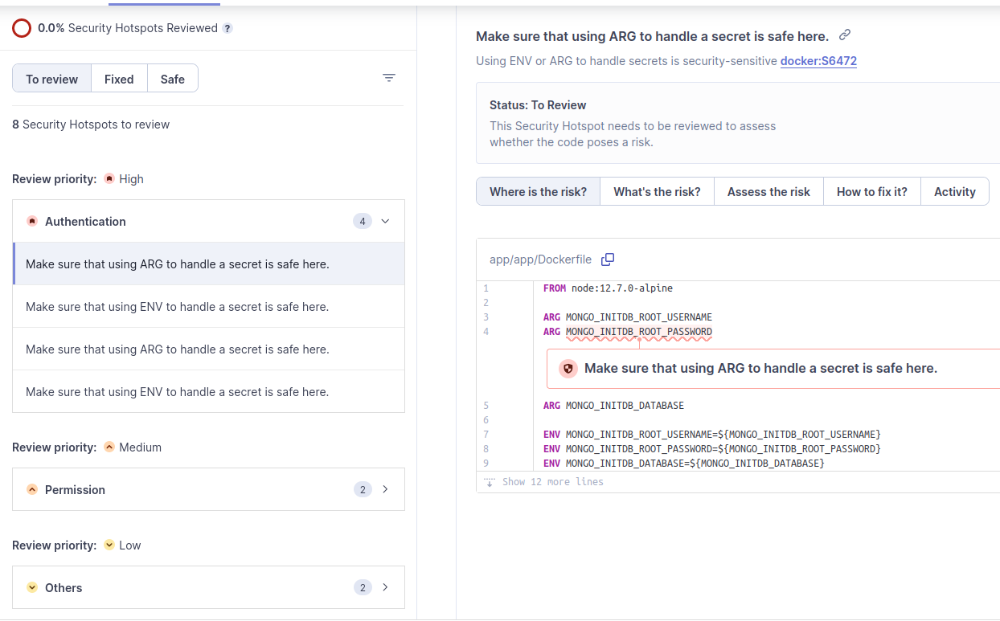 0.0% Security Hotspots Reviewed ?
To review Fixed Safe
8 Security Hotspots to review
Review priority: High
Authentication 4
Make sure that using ARG to handle a secret is safe here.
Make sure that using ENV to handle a secret is safe here.
Make sure that using ARG to handle a secret is safe here.
Make sure that using ENV to handle a secret is safe here.
Review priority: Medium
Permission 2
Review priority: Low
Others 2
Make sure that using ARG to handle a secret is safe here.
Using ENV or ARG to handle secrets is security-sensitive docker:S6472
Status: To Review
This Security Hotspot needs to be reviewed to assess
whether the code poses a risk.
Where is the risk? What's the risk? Assess the risk How to fix it? Activity
app/app/Dockerfile
1 FROM node:12.7.0-alpine
2
3 ARG MONGO_INITDB_ROOT_USERNAME
4 ARG MONGO_INITDB_ROOT_PASSWORD
Make sure that using ARG to handle a secret is safe here.
5 ARG MONGO_INITDB_DATABASE
6
7 ENV MONGO_INITDB_ROOT_USERNAME=${MONGO_INITDB_ROOT_USERNAME}
8 ENV MONGO_INITDB_ROOT_PASSWORD=${MONGO_INITDB_ROOT_PASSWORD}
9 ENV MONGO_INITDB_DATABASE=${MONGO_INITDB_DATABASE}
Show 12 more lines